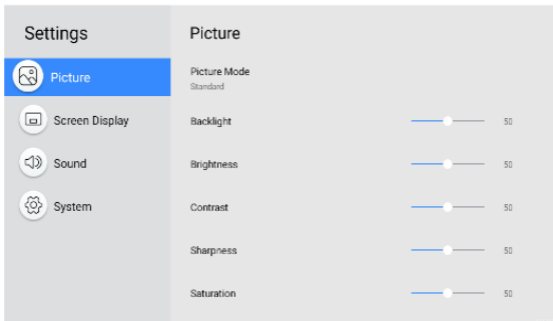 Settings
Picture
Screen Display
Sound
System
Picture
Picture Mode
Standard
Backlight 50
Brightness 50
Contrast 50
Sharpness 50
Saturation 50